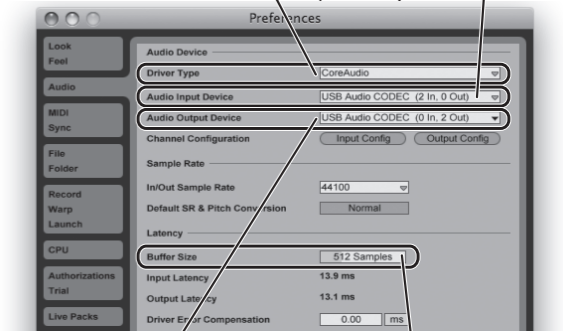 Preferences
Look
Feel
Audio
MIDI
Sync
File
Folder
Record
Warp
Launch
CPU
Authorizations
Trial
Live Packs
Audio Device
Driver Type CoreAudio
Audio Input Device USB Audio CODEC (2 In, 0 Out)
Audio Output Device USB Audio CODEC (0 In, 2 Out)
Channel Configuration Input Config Output Config
Sample Rate
In/Out Sample Rate 44100
Default SR & Pitch Conversion Normal
Latency
Buffer Size 512 Samples
Input Latency 13.9 ms
Output Latency 13.1 ms
Driver Error Compensation 0.00 ms